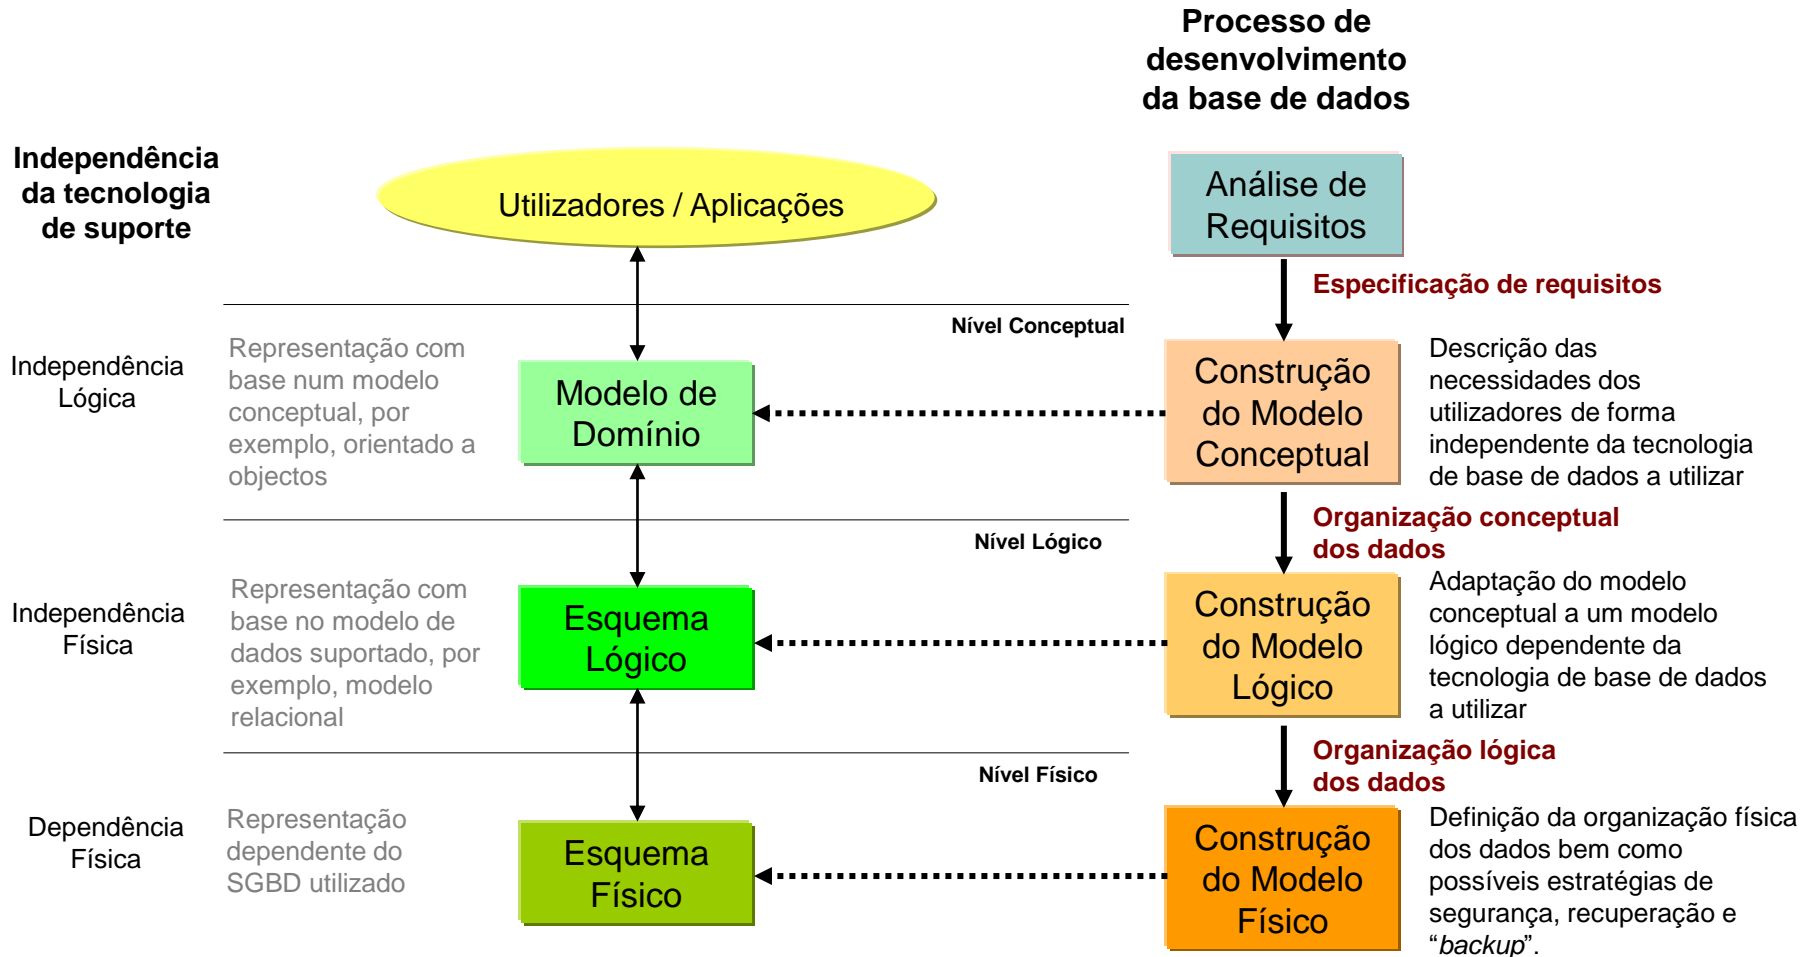 Processo de
desenvolvimento
da base de dados
Independência
da tecnologia
de suporte
Utilizadores / Aplicações
Análise de
Requisitos
Especificação de requisitos
Nível Conceptual
Independência
Lógica
Representação com
base num modelo
conceptual, por
exemplo, orientado a
objectos
Modelo de
Domínio
Construção
do Modelo
Conceptual
Descrição das
necessidades dos
utilizadores de forma
independente da tecnologia
de base de dados a utilizar
Organização conceptual
dos dados
Nível Lógico
Independência
Física
Representação com
base no modelo de
dados suportado, por
exemplo, modelo
relacional
Esquema
Lógico
Construção
do Modelo
Lógico
Adaptação do modelo
conceptual a um modelo
lógico dependente da
tecnologia de base de dados
a utilizar
Organização lógica
dos dados
Nível Físico
Dependência
Física
Representação
dependente do
SGBD utilizado
Esquema
Físico
Construção
do Modelo
Físico
Definição da organização física
dos dados bem como
possíveis estratégias de
segurança, recuperação e
“backup”.